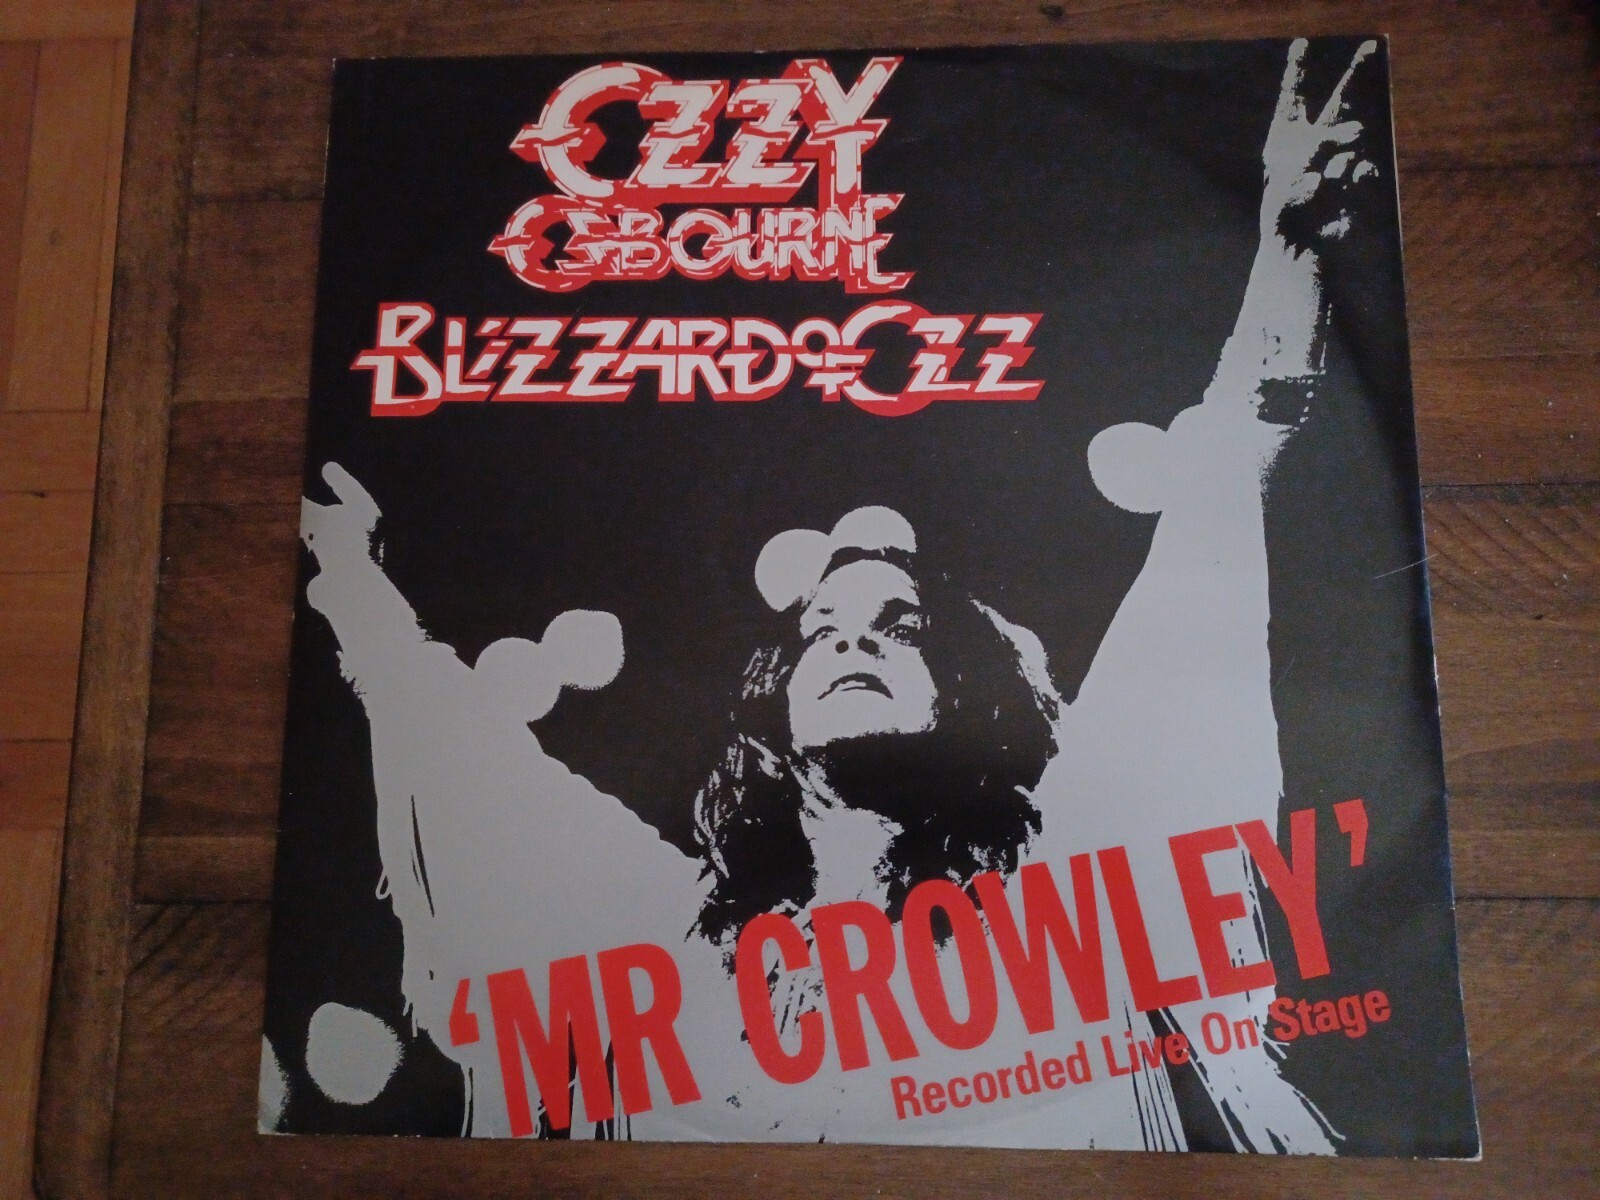 OZZY
OSBOURNE
BLIZZARD OF OZZ
'MR CROWLEY'
Recorded Live On Stage